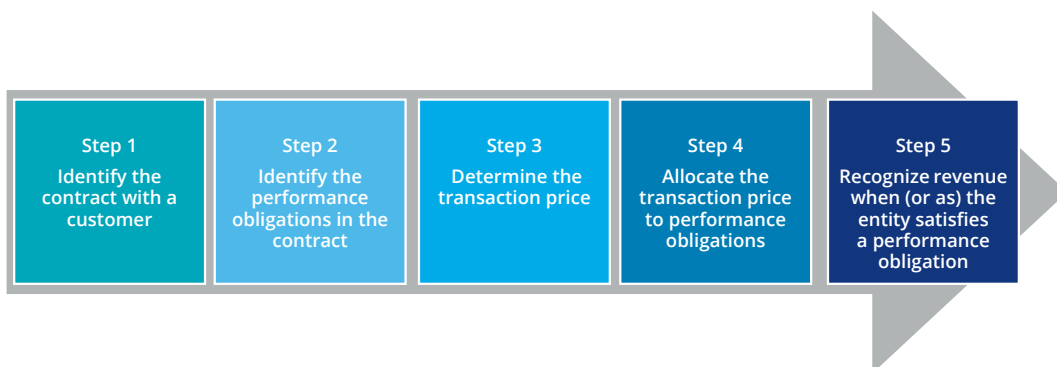 Step 1
Identify the
contract with a
customer
Step 2
Identify the
performance
obligations in the
contract
Step 3
Determine the
transaction price
Step 4
Allocate the
transaction price
to performance
obligations
Step 5
Recognize revenue
when (or as) the
entity satisfies
a performance
obligation